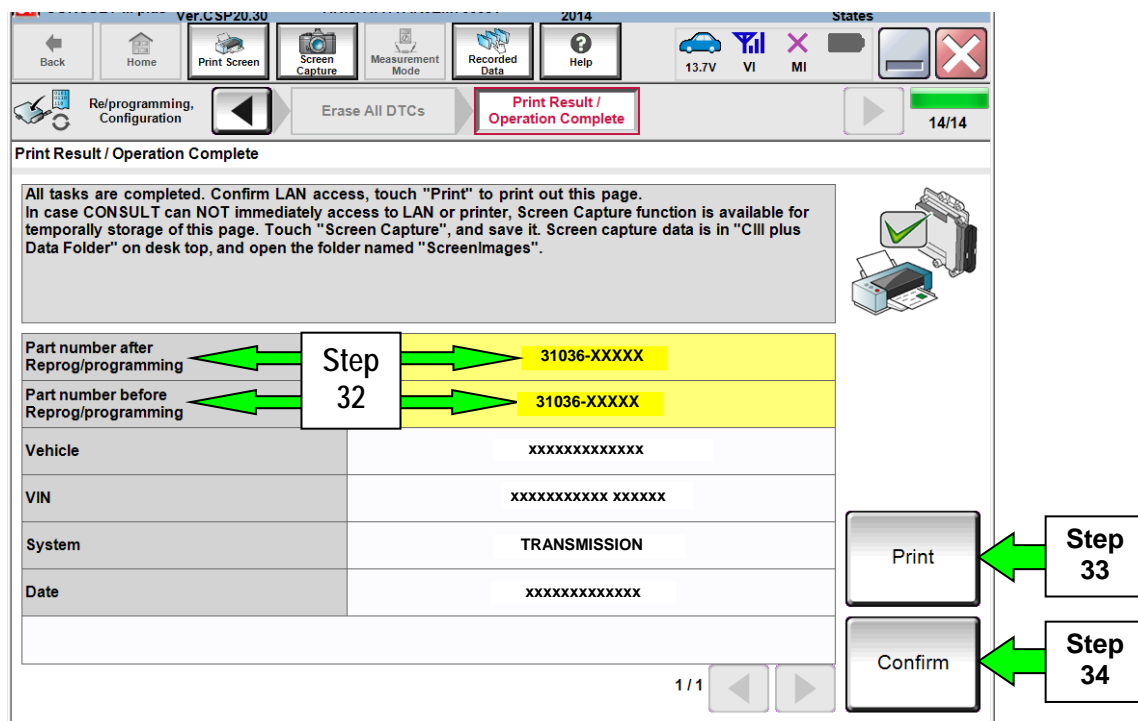 Ver.CSP20.30
2014
States
Back
Home
Print Screen
Screen
Capture
Measurement
Mode
Recorded
Data
Help
13.7V
VI
MI
Re/programming,
Configuration
Erase All DTCs
Print Result /
Operation Complete
14/14
Print Result / Operation Complete
All tasks are completed. Confirm LAN access, touch "Print" to print out this page.
In case CONSULT can NOT immediately access to LAN or printer, Screen Capture function is available for
temporally storage of this page. Touch "Screen Capture", and save it. Screen capture data is in "CIII plus
Data Folder" on desk top, and open the folder named "ScreenImages".
Part number after
Reprog/programming
31036-XXXXX
Step
32
Part number before
Reprog/programming
31036-XXXXX
Vehicle
xxxxxxxxxxxxx
VIN
xxxxxxxxxxx xxxxxx
System
TRANSMISSION
Date
xxxxxxxxxxxxx
Print
Step
33
Confirm
Step
34
1/1